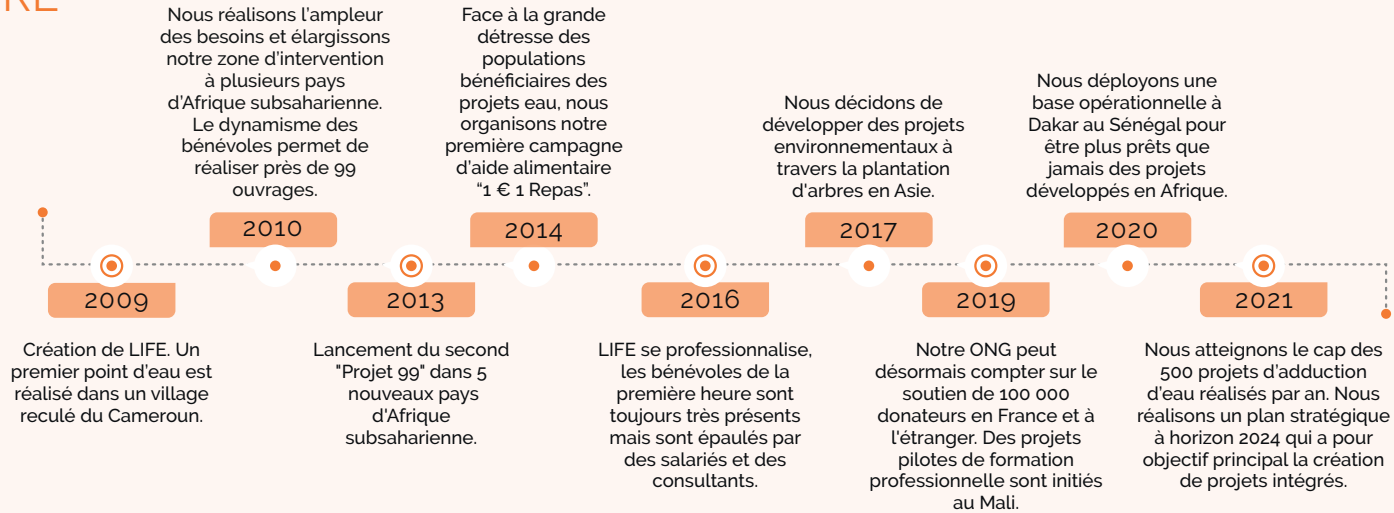 RE
Nous réalisons l'ampleur
des besoins et élargissons
notre zone d'intervention
à plusieurs pays
d'Afrique subsaharienne.
Le dynamisme des
bénévoles permet de
réaliser près de 99
ouvrages.
Face à la grande
détresse des
populations
bénéficiaires des
projets eau, nous
organisons notre
première campagne
d'aide alimentaire
“1 € 1 Repas”.
Nous décidons de
développer des projets
environnementaux à
travers la plantation
d'arbres en Asie.
Nous déployons une
base opérationnelle à
Dakar au Sénégal pour
être plus prêts que
jamais des projets
développés en Afrique.
2010
2014
2017
2020
2009
2013
2016
2019
2021
Création de LIFE. Un
premier point d'eau est
réalisé dans un village
reculé du Cameroun.
Lancement du second
"Projet 99" dans 5
nouveaux pays
d'Afrique
subsaharienne.
LIFE se professionnalise,
les bénévoles de la
première heure sont
toujours très présents
mais sont épaulés par
des salariés et des
consultants.
Notre ONG peut
désormais compter sur le
soutien de 100 000
donateurs en France et à
l'étranger. Des projets
pilotes de formation
professionnelle sont initiés
au Mali.
Nous atteignons le cap des
500 projets d'adduction
d'eau réalisés par an. Nous
réalisons un plan stratégique
à horizon 2024 qui a pour
objectif principal la création
de projets intégrés.